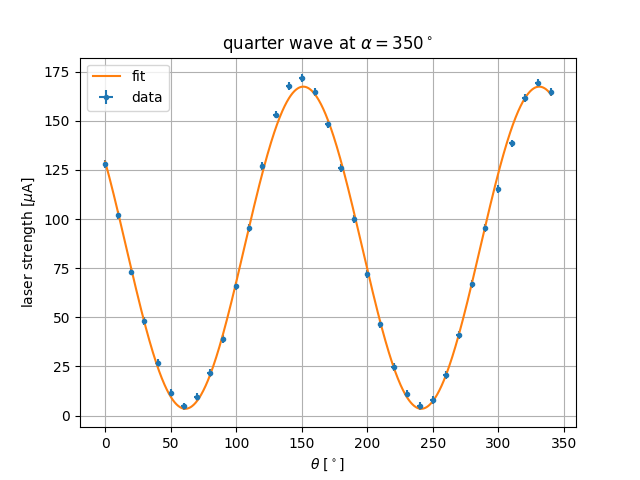 quarter wave at α = 350°
fit
data
laser strength [μA]
175
150
125
100
75
50
25
0
0 50 100 150 200 250 300 350
θ [°]